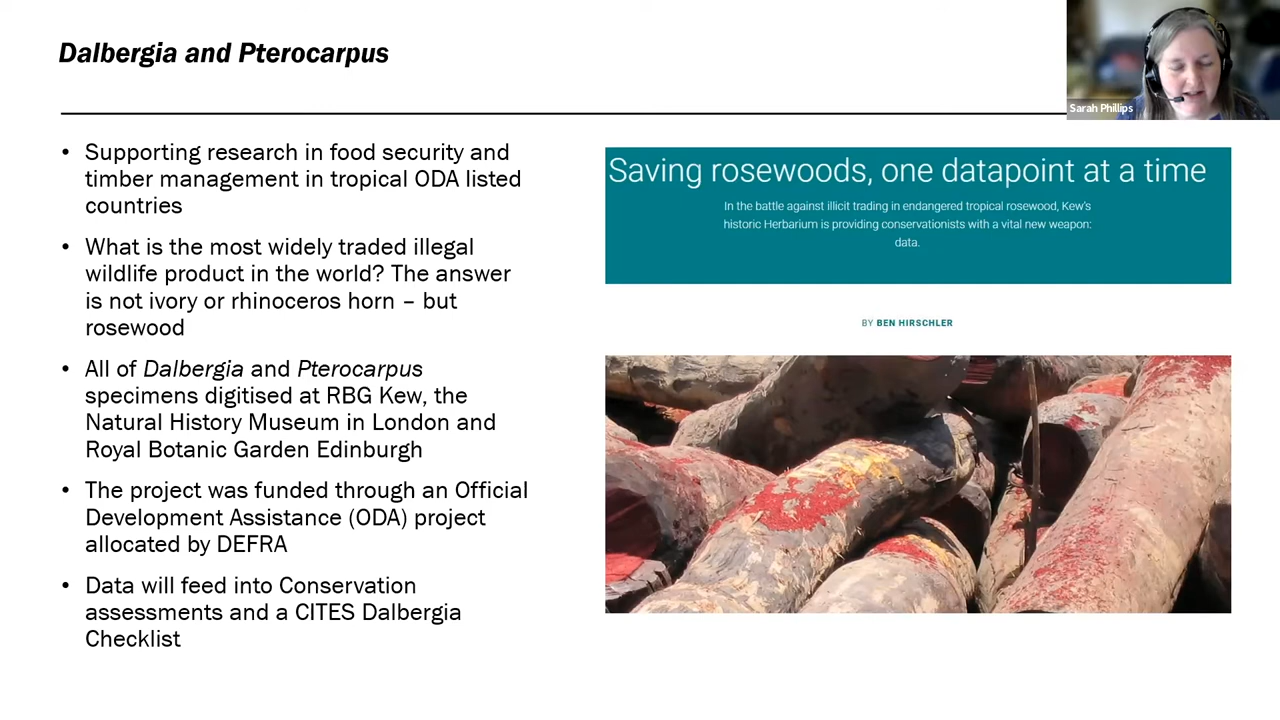 Dalbergia and Pterocarpus
Sarah Phillips
• Supporting research in food security and
timber management in tropical ODA listed
countries
• What is the most widely traded illegal
wildlife product in the world? The answer
is not ivory or rhinoceros horn – but
rosewood
• All of Dalbergia and Pterocarpus
specimens digitised at RBG Kew, the
Natural History Museum in London and
Royal Botanic Garden Edinburgh
• The project was funded through an Official
Development Assistance (ODA) project
allocated by DEFRA
• Data will feed into Conservation
assessments and a CITES Dalbergia
Checklist
Saving rosewoods, one datapoint at a time
In the battle against illicit trading in endangered tropical rosewood, Kew's
historic Herbarium is providing conservationists with a vital new weapon:
data.
BY BEN HIRSCHLER